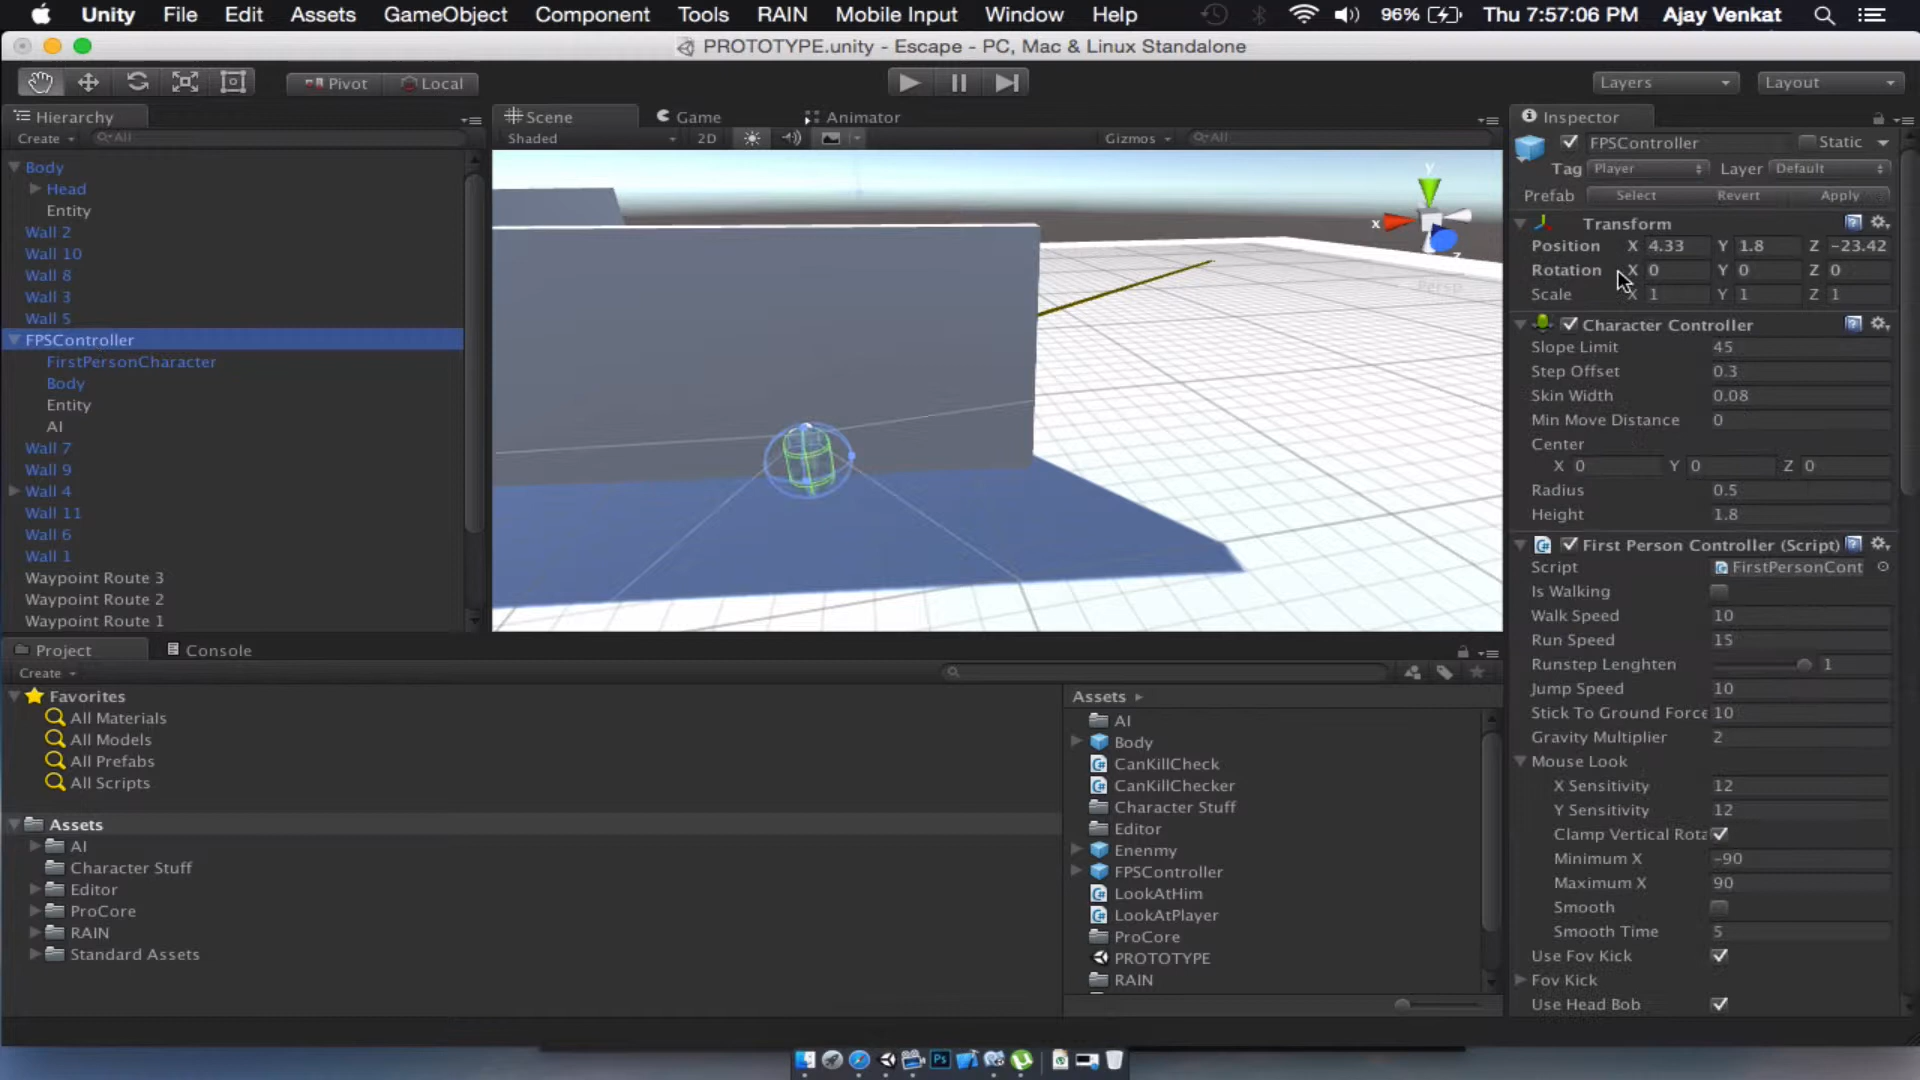 Unity File Edit Assets GameObject Component Tools RAIN Mobile Input Window Help 96% Thu 7:57:06 PM Ajay Venkat
PROTOTYPE.unity - Escape - PC, Mac & Linux Standalone
Pivot Local Layers Layout
Hierarchy
Create All
Body
Head
Entity
Wall 2
Wall 10
Wall 8
Wall 3
Wall 5
FPSController
FirstPersonCharacter
Body
Entity
AI
Wall 7
Wall 9
Wall 4
Wall 11
Wall 6
Wall 1
Waypoint Route 3
Waypoint Route 2
Waypoint Route 1
Scene Game Animator
Shaded 2D Gizmos All
y
x
z
Persp
Inspector
FPSController Static
Tag Player Layer Default
Prefab Select Revert Apply
Transform
Position X 4.33 Y 1.8 Z -23.42
Rotation X 0 Y 0 Z 0
Scale X 1 Y 1 Z 1
Character Controller
Slope Limit 45
Step Offset 0.3
Skin Width 0.08
Min Move Distance 0
Center
X 0 Y 0 Z 0
Radius 0.5
Height 1.8
First Person Controller (Script)
Script FirstPersonCont
Is Walking
Walk Speed 10
Run Speed 15
Runstep Lenghten 1
Jump Speed 10
Stick To Ground Force 10
Gravity Multiplier 2
Mouse Look
X Sensitivity 12
Y Sensitivity 12
Clamp Vertical Rota
Minimum X -90
Maximum X 90
Smooth
Smooth Time 5
Use Fov Kick
Fov Kick
Use Head Bob
Project Console
Create
Favorites
All Materials
All Models
All Prefabs
All Scripts
Assets
AI
Character Stuff
Editor
ProCore
RAIN
Standard Assets
Assets
AI
Body
CanKillCheck
CanKillChecker
Character Stuff
Editor
Enenmy
FPSController
LookAtHim
LookAtPlayer
ProCore
PROTOTYPE
RAIN
Ps